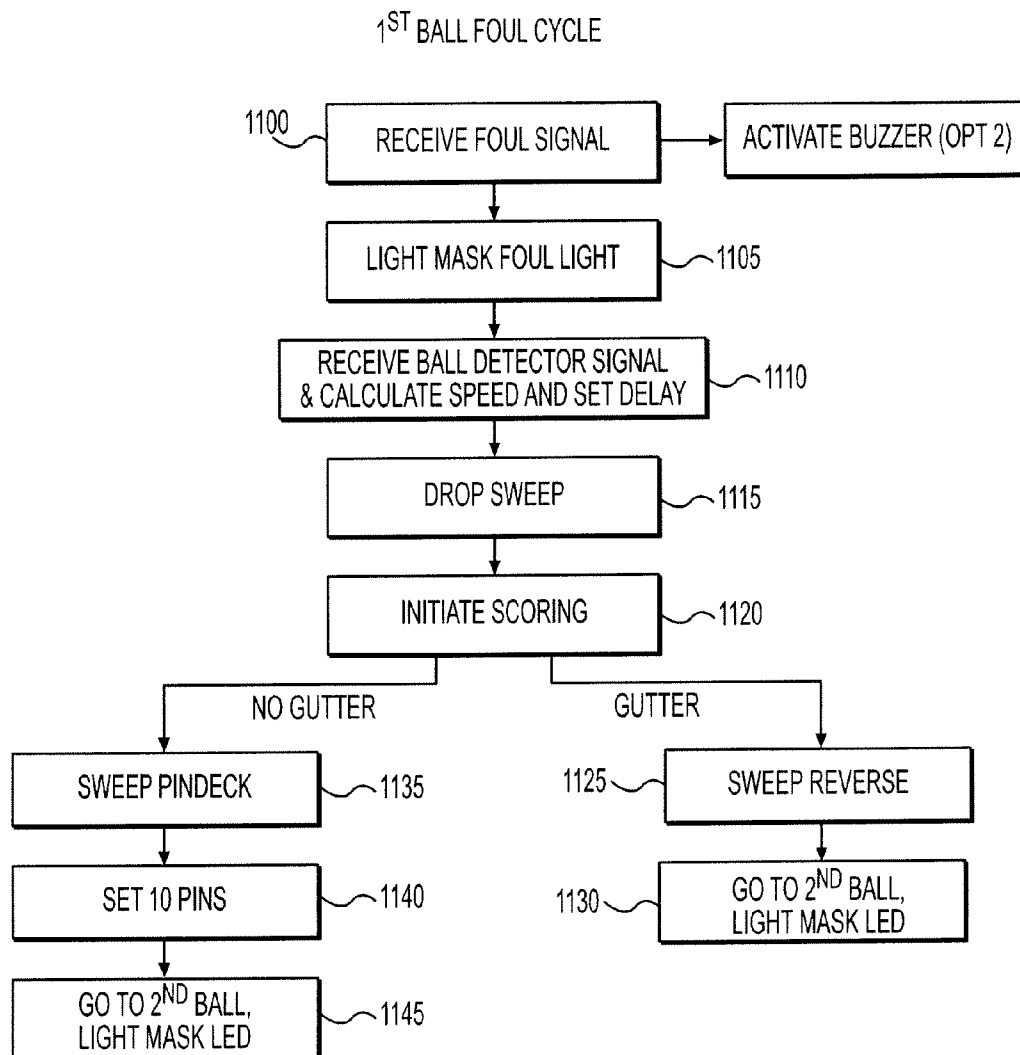 1ST BALL FOUL CYCLE
1100
RECEIVE FOUL SIGNAL
ACTIVATE BUZZER (OPT 2)
LIGHT MASK FOUL LIGHT
1105
RECEIVE BALL DETECTOR SIGNAL
& CALCULATE SPEED AND SET DELAY
1110
DROP SWEEP
1115
INITIATE SCORING
1120
NO GUTTER
GUTTER
SWEEP PINDECK
1135
1125
SWEEP REVERSE
SET 10 PINS
1140
1130
GO TO 2ND BALL,
LIGHT MASK LED
GO TO 2ND BALL,
LIGHT MASK LED
1145